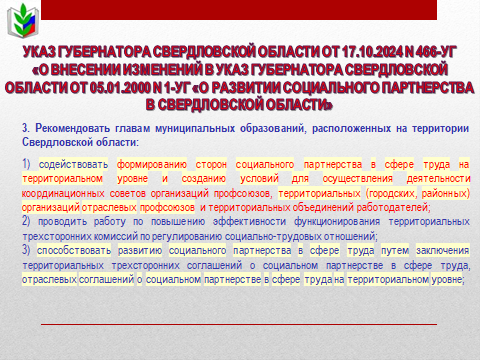 УКАЗ ГУБЕРНАТОРА СВЕРДЛОВСКОЙ ОБЛАСТИ ОТ 17.10.2024 N 466-УГ
«О ВНЕСЕНИИ ИЗМЕНЕНИЙ В УКАЗ ГУБЕРНАТОРА СВЕРДЛОВСКОЙ
ОБЛАСТИ ОТ 05.01.2000 N 1-УГ «О РАЗВИТИИ СОЦИАЛЬНОГО ПАРТНЕРСТВА
В СВЕРДЛОВСКОЙ ОБЛАСТИ»
3. Рекомендовать главам муниципальных образований, расположенных на территории
Свердловской области:
1) содействовать формированию сторон социального партнерства в сфере труда на
территориальном уровне и созданию условий для осуществления деятельности
координационных советов организаций профсоюзов, территориальных (городских, районных)
организаций отраслевых профсоюзов и территориальных объединений работодателей;
2) проводить работу по повышению эффективности функционирования территориальных
трехсторонних комиссий по регулированию социально-трудовых отношений;
3) способствовать развитию социального партнерства в сфере труда путем заключения
территориальных трехсторонних соглашений о социальном партнерстве в сфере труда,
отраслевых соглашений о социальном партнерстве в сфере труда на территориальном уровне;